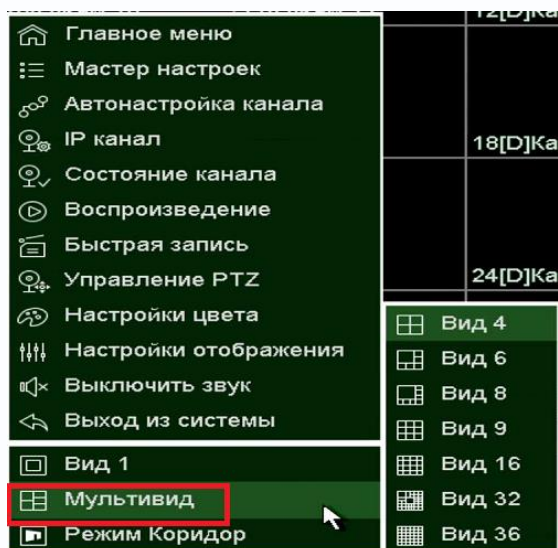 12[D]Ка
Главное меню
Мастер настроек
Автонастройка канала
IP канал
18[D]Ка
Состояние канала
Воспроизведение
Быстрая запись
Управление PTZ
24[D]Ка
Настройки цвета
Настройки отображения
Выключить звук
Выход из системы
Вид 1
Мультивид
Режим Коридор
Вид 4
Вид 6
Вид 8
Вид 9
Вид 16
Вид 32
Вид 36